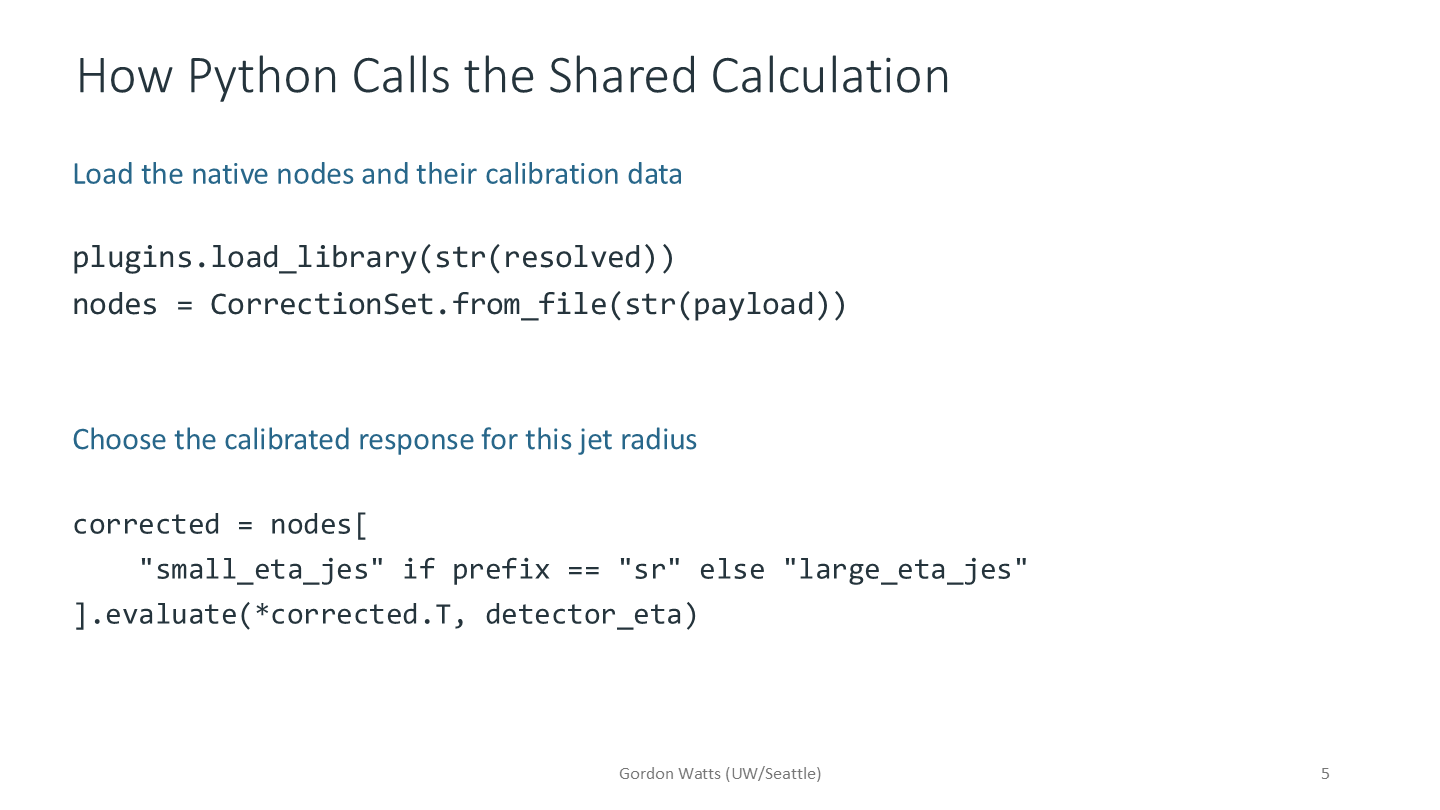 How Python Calls the Shared Calculation
Load the native nodes and their calibration data
plugins.load_library(str(resolved))
nodes = CorrectionSet.from_file(str(payload))
Choose the calibrated response for this jet radius
corrected = nodes[
    "small_eta_jes" if prefix == "sr" else "large_eta_jes"
].evaluate(*corrected.T, detector_eta)
Gordon Watts (UW/Seattle)
5